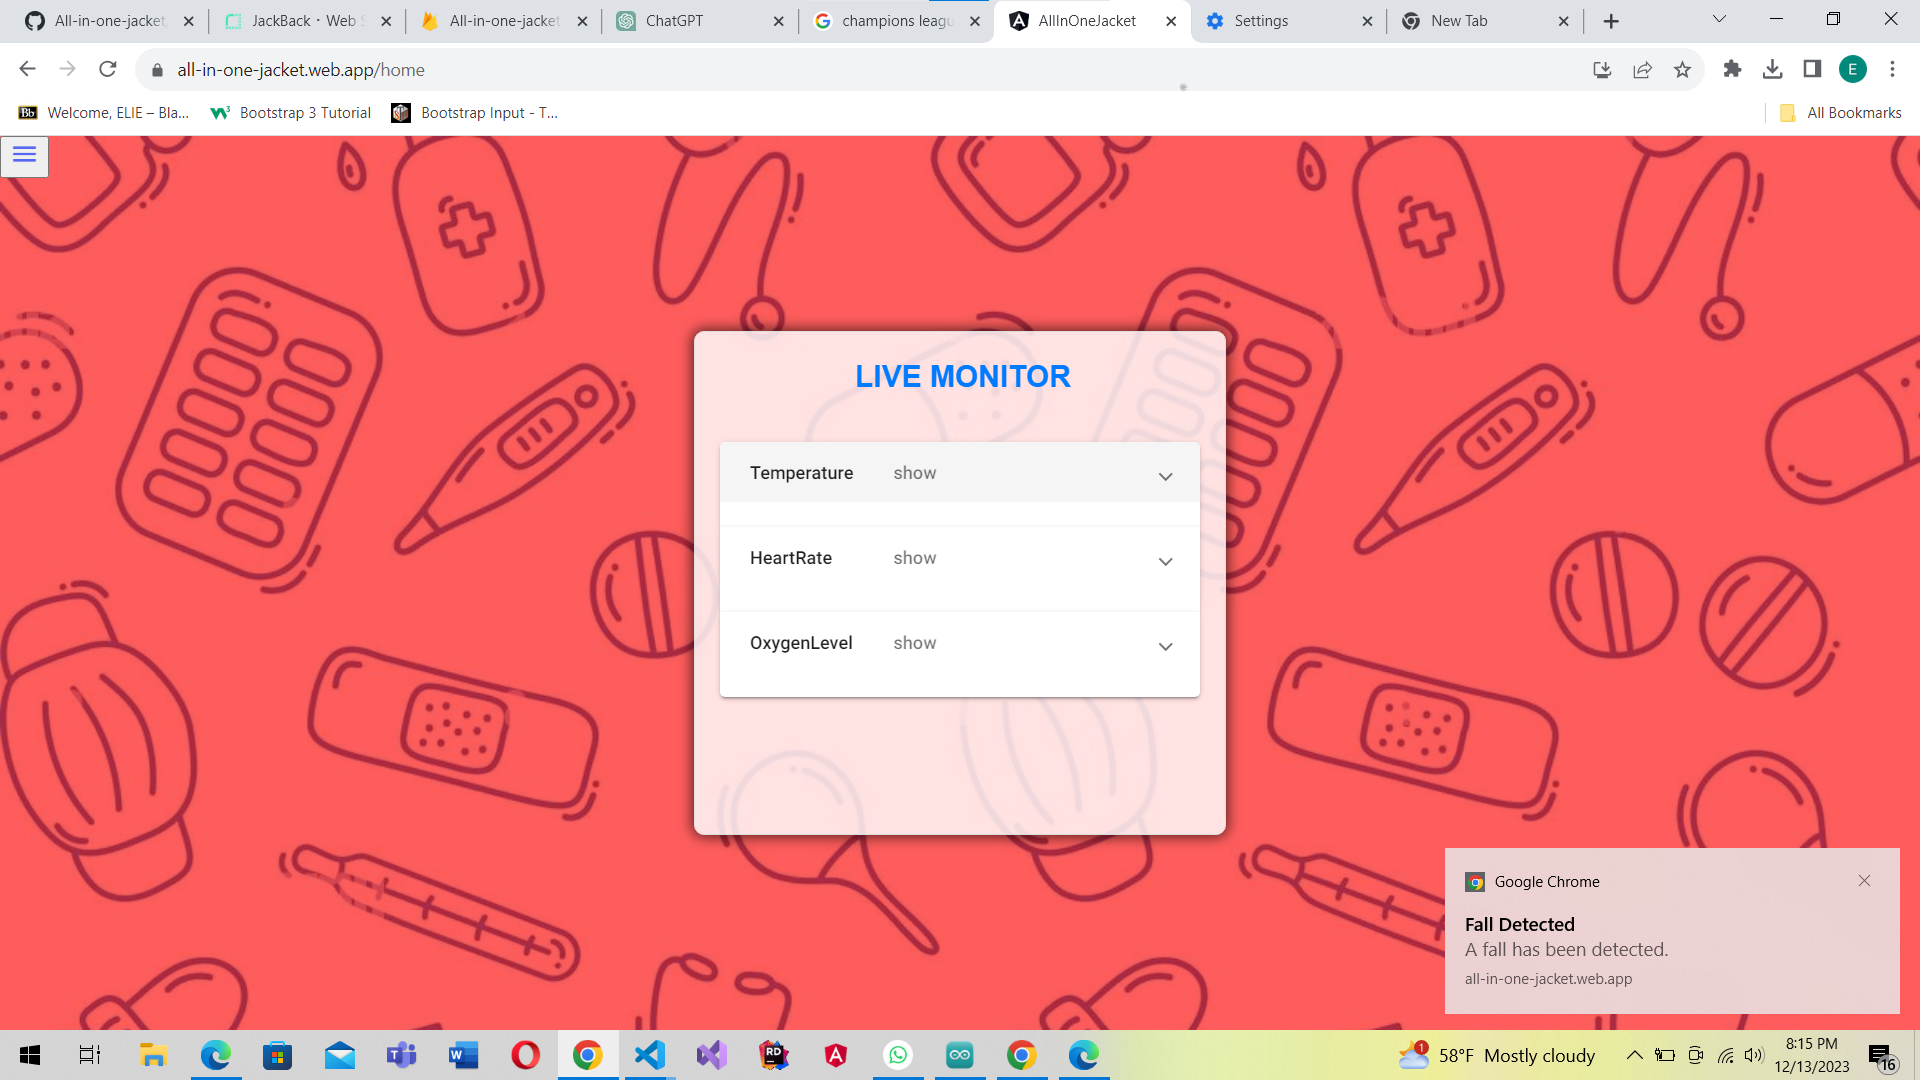 All-in-one-jacket
JackBack · Web S
All-in-one-jacket
ChatGPT
champions leagu
AllInOneJacket
Settings
New Tab
all-in-one-jacket.web.app/home
E
Bb Welcome, ELIE – Bla...
Bootstrap 3 Tutorial
Bootstrap Input - T...
All Bookmarks
LIVE MONITOR
Temperature show
HeartRate show
OxygenLevel show
Google Chrome
Fall Detected
A fall has been detected.
all-in-one-jacket.web.app
1
58°F Mostly cloudy
8:15 PM
12/13/2023
16